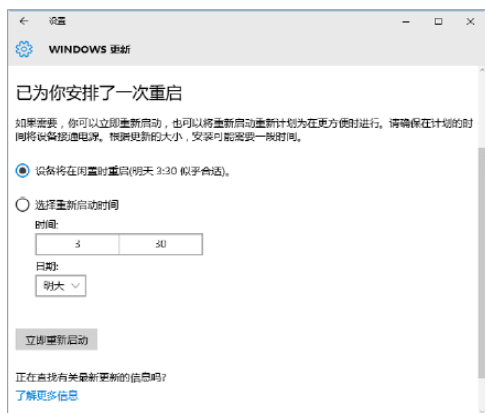 设置
WINDOWS 更新
已为你安排了一次重启
如果需要，你可以立即重新启动，也可以将重新启动重新计划为在更方便时进行。请确保在计划的时
间将设备接通电源。根据更新的大小，安装可能需要一段时间。
设备将在闲置时重启(明天 3:30 似乎合适)。
选择重新启动时间
时间:
3 30
日期:
明天
立即重新启动
正在查找有关最新更新的信息吗?
了解更多信息